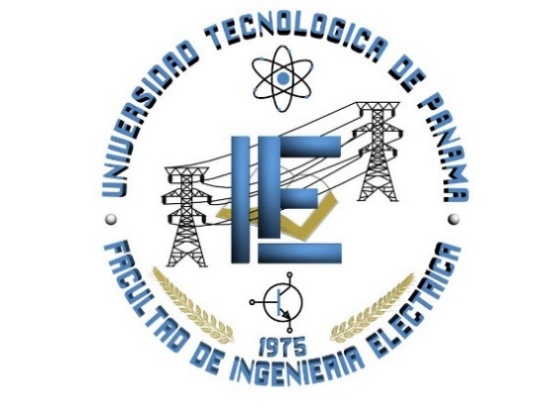 UNIVERSIDAD TECNOLOGICA DE PANAMA
IE
1975
FACULTAD DE INGENIERIA ELECTRICA